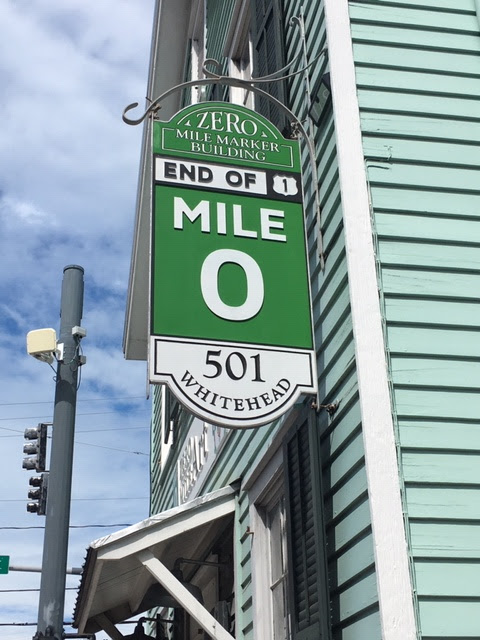 ZERO
MILE MARKER
BUILDING
END OF 1
MILE
0
501
WHITEHEAD